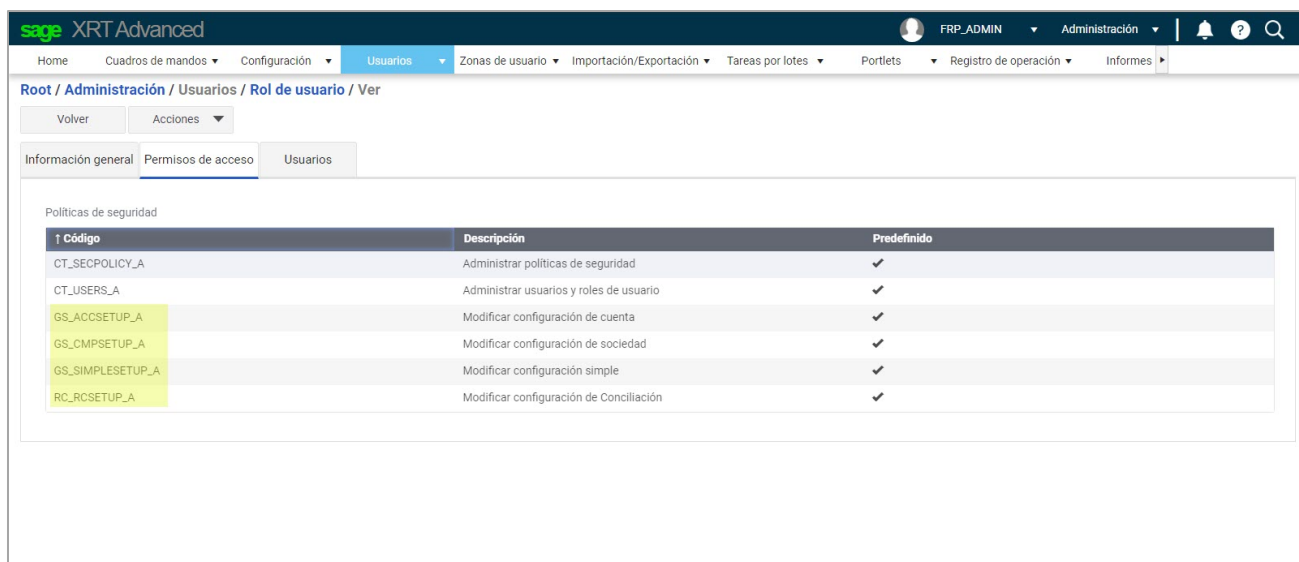 sage XRT Advanced FRP_ADMIN Administración
Home Cuadros de mandos Configuración Usuarios Zonas de usuario Importación/Exportación Tareas por lotes Portlets Registro de operación Informes
Root / Administración / Usuarios / Rol de usuario / Ver
Volver Acciones
Información general Permisos de acceso Usuarios
Políticas de seguridad
↑ Código Descripción Predefinido
CT_SECPOLICY_A Administrar políticas de seguridad ✔
CT_USERS_A Administrar usuarios y roles de usuario ✔
GS_ACCSETUP_A Modificar configuración de cuenta ✔
GS_CMPSETUP_A Modificar configuración de sociedad ✔
GS_SIMPLESETUP_A Modificar configuración simple ✔
RC_RCSETUP_A Modificar configuración de Conciliación ✔